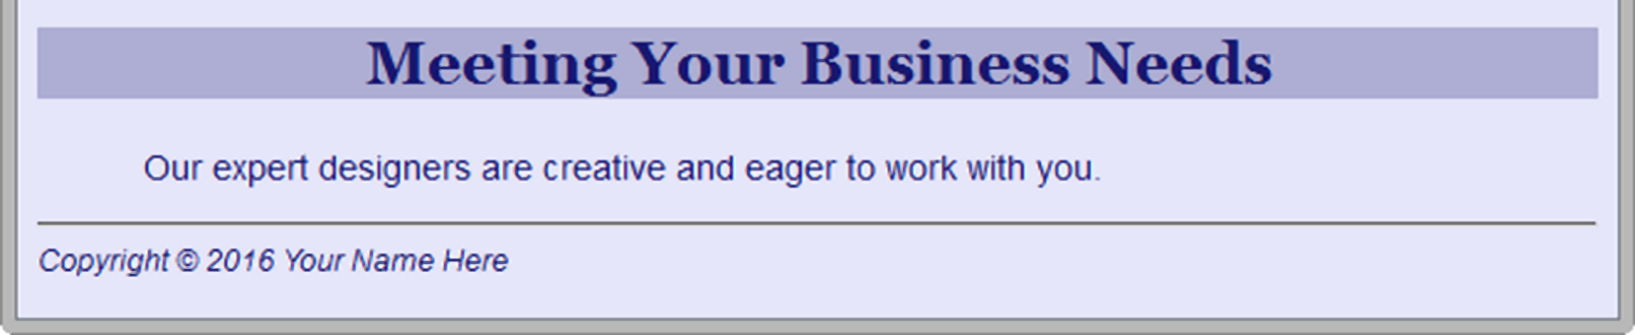 Meeting Your Business Needs
Our expert designers are creative and eager to work with you.
Copyright © 2016 Your Name Here